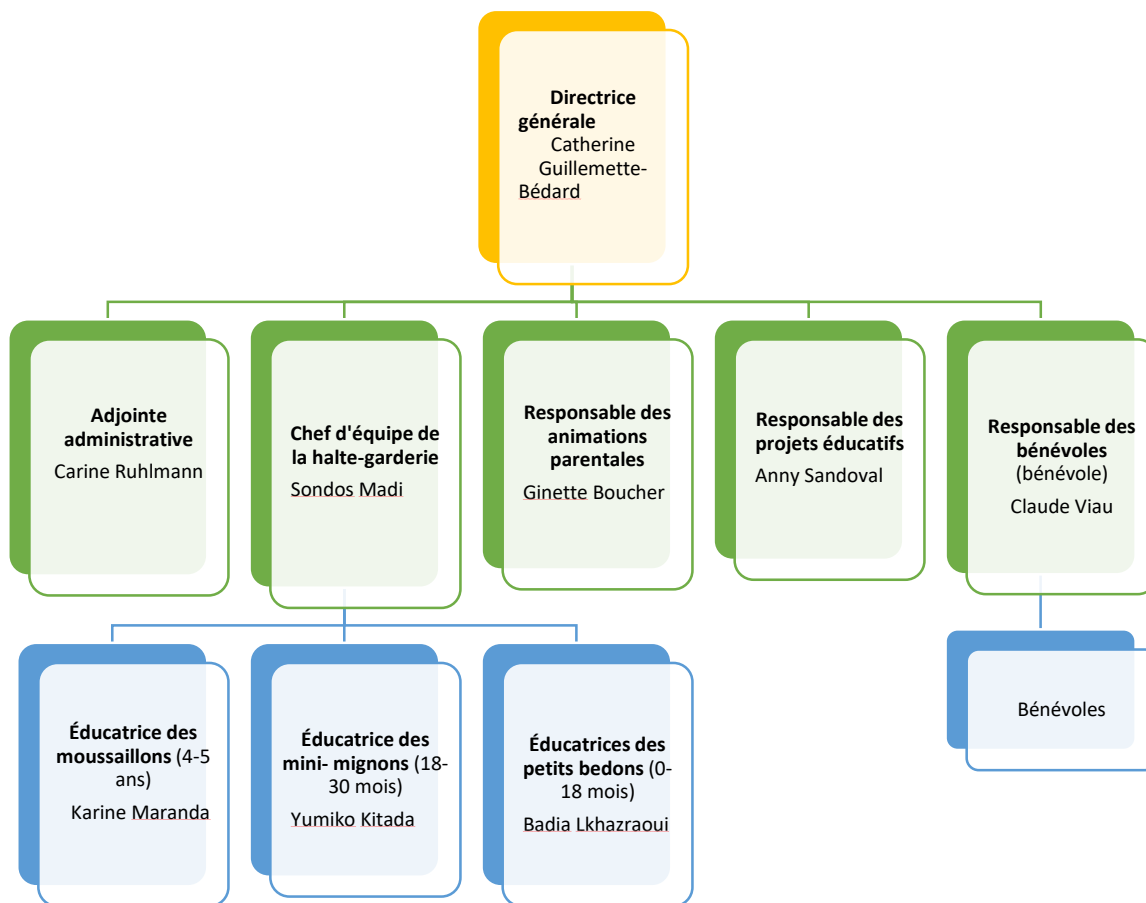 Directrice
générale
Catherine
Guillemette-
Bédard
Adjointe
administrative
Carine Ruhlmann
Chef d'équipe de
la halte-garderie
Sondos Madi
Responsable des
animations
parentales
Ginette Boucher
Responsable des
projets éducatifs
Anny Sandoval
Responsable des
bénévoles
(bénévole)
Claude Viau
Éducatrice des
moussaillons (4-5
ans)
Karine Maranda
Éducatrice des
mini- mignons (18-
30 mois)
Yumiko Kitada
Éducatrices des
petits bedons (0-
18 mois)
Badia Lkhazraoui
Bénévoles